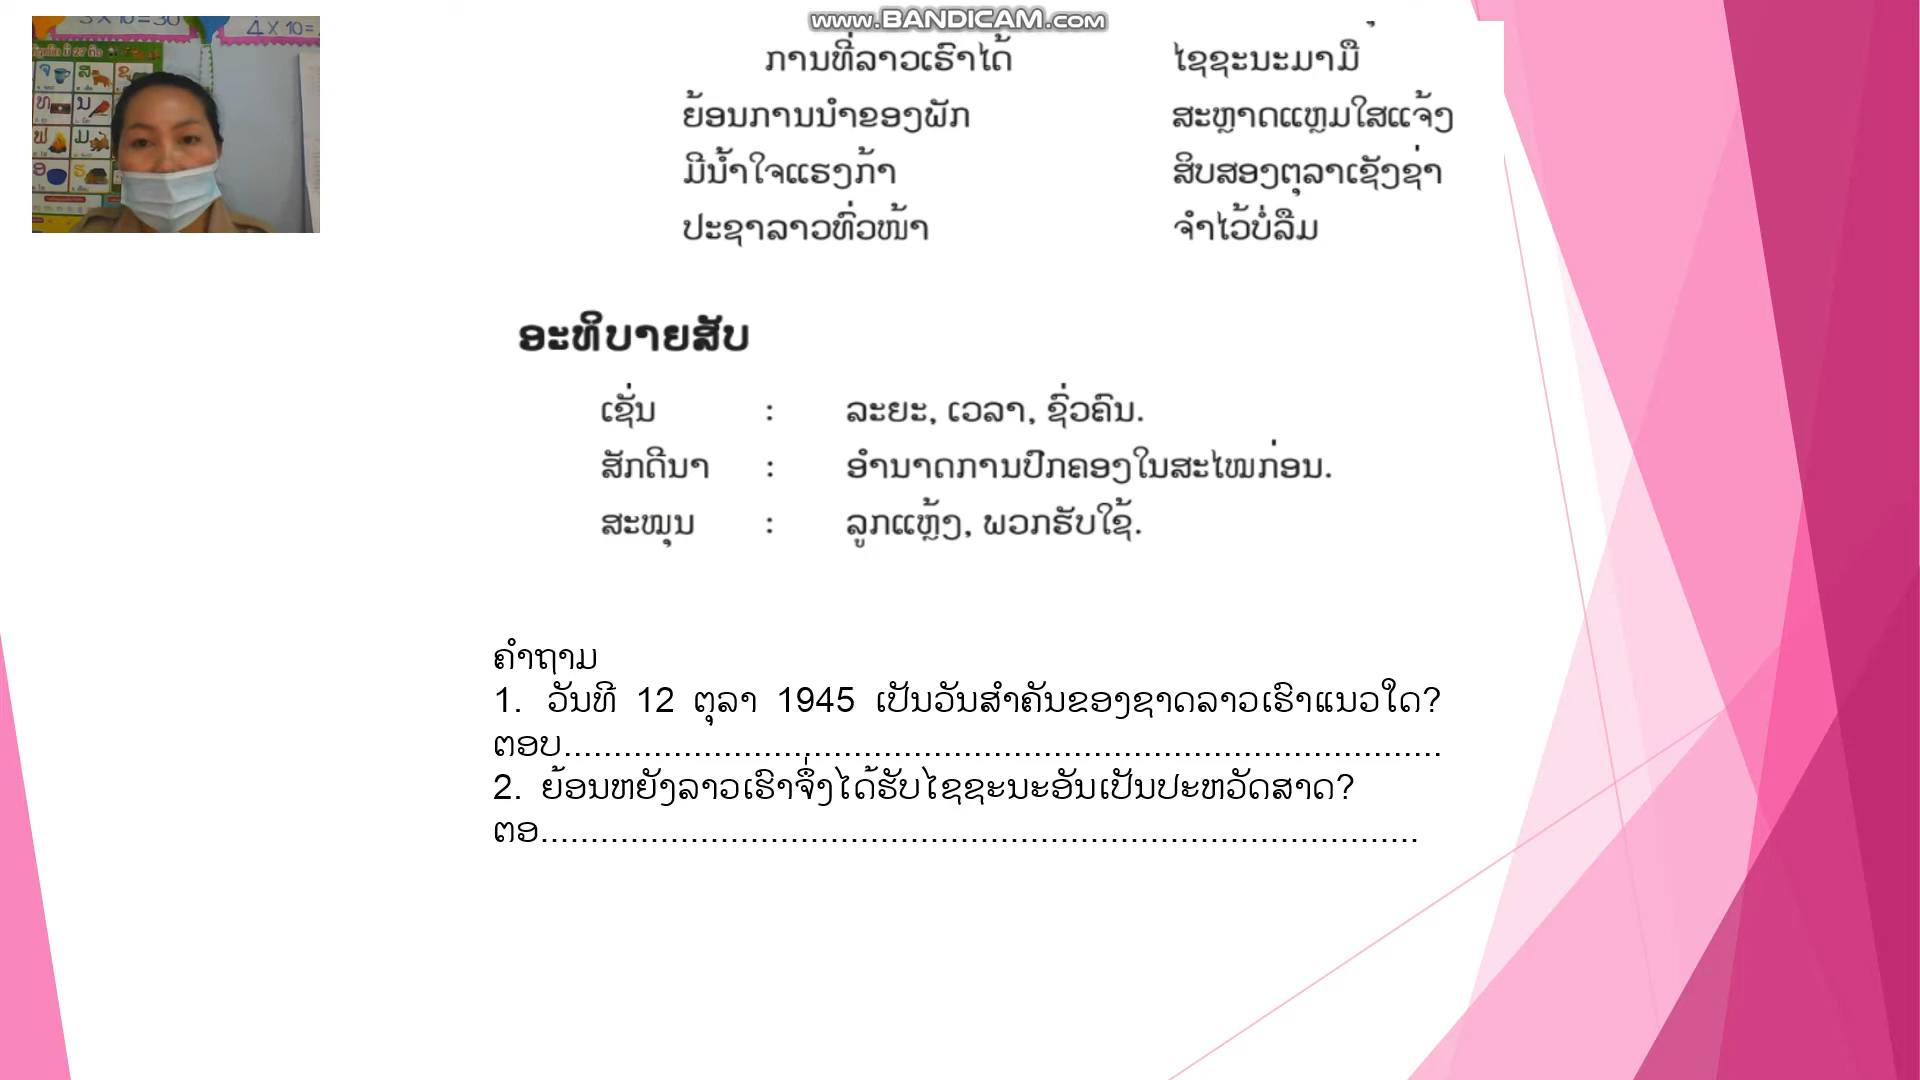 www.BANDICAM.com
3 X 10 = 30
4 X 10 =
ການທີ່ລາວເຮົາໄດ້ ໄຊຊະນະມາມື
ຍ້ອນການນຳຂອງພັກ ສະຫຼາດແຫຼມໃສແຈ້ງ
ມີນ້ຳໃຈແຮງກ້າ ສິບສອງຕຸລາເຊັງຊ່າ
ປະຊາລາວທົ່ວໜ້າ ຈຳໄວ້ບໍ່ລືມ
ອະທິບາຍສັບ
ເຊັ່ນ : ລະຍະ, ເວລາ, ຊົ່ວຄົນ.
ສັກດີນາ : ອຳນາດການປົກຄອງໃນສະໄໝກ່ອນ.
ສະໝຸນ : ລູກແຫຼ້ງ, ພວກຮັບໃຊ້.
ຄຳຖາມ
1. ວັນທີ 12 ຕຸລາ 1945 ເປັນວັນສຳຄັນຂອງຊາດລາວເຮົາແນວໃດ?
ຕອບ........................................................................................
2. ຍ້ອນຫຍັງລາວເຮົາຈຶ່ງໄດ້ຮັບໄຊຊະນະອັນເປັນປະຫວັດສາດ?
ຕອ........................................................................................